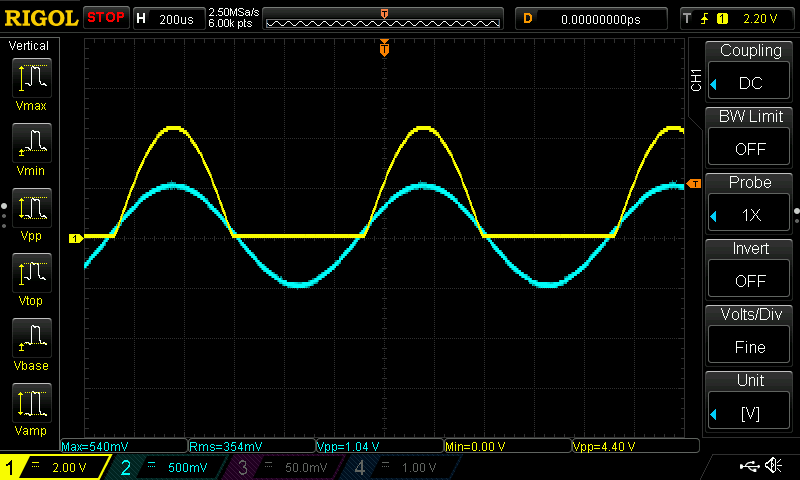 RIGOL STOP H 200us 2.50MSa/s 6.00k pts T D 0.00000000ps T 1 2.20 V
Vertical
Vmax
Vmin
Vpp
Vtop
Vbase
Vamp
T
1
T
CH1
Coupling
DC
BW Limit
OFF
Probe
1X
Invert
OFF
Volts/Div
Fine
Unit
[V]
Max=540mV Rms=354mV Vpp=1.04 V Min=0.00 V Vpp=4.40 V
1 2.00 V 2 500mV 3 50.0mV 4 1.00 V